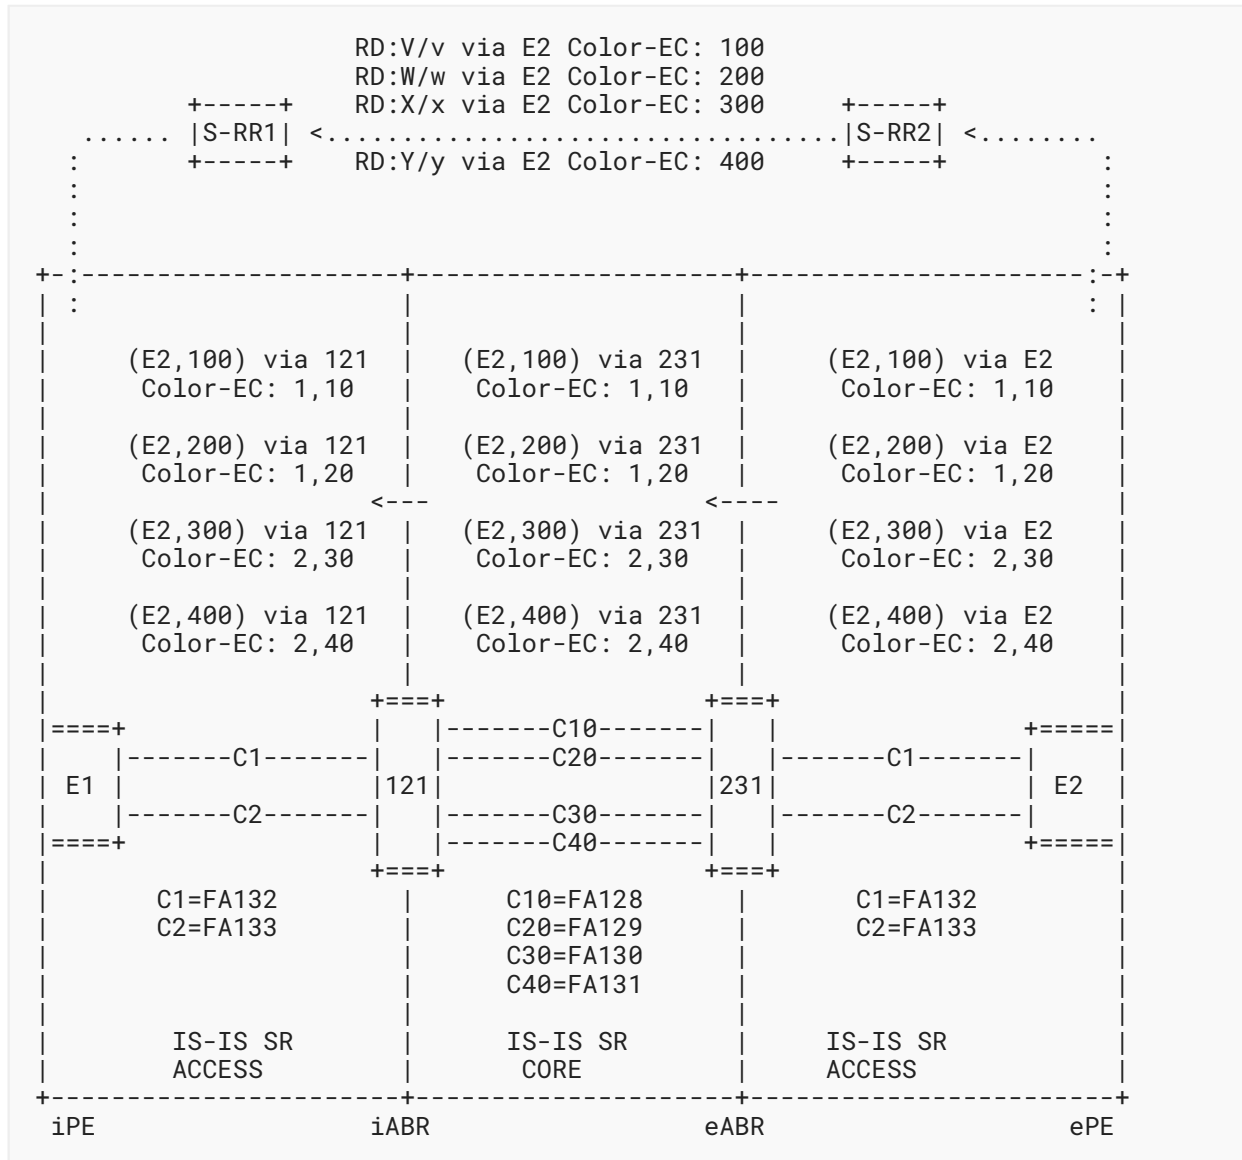 RD:V/v via E2 Color-EC: 100
RD:W/w via E2 Color-EC: 200
+-----+ RD:X/x via E2 Color-EC: 300 +-----+
...... |S-RR1| <..................................|S-RR2| <........
: +-----+ RD:Y/y via E2 Color-EC: 400 +-----+ :
: :
: :
: :
+-:---------------------+---------------------+----------------------:-+
| : | | : |
| | | |
| (E2,100) via 121 | (E2,100) via 231 | (E2,100) via E2 |
| Color-EC: 1,10 | Color-EC: 1,10 | Color-EC: 1,10 |
| | | |
| (E2,200) via 121 | (E2,200) via 231 | (E2,200) via E2 |
| Color-EC: 1,20 | Color-EC: 1,20 | Color-EC: 1,20 |
| <--- <---- |
| (E2,300) via 121 | (E2,300) via 231 | (E2,300) via E2 |
| Color-EC: 2,30 | Color-EC: 2,30 | Color-EC: 2,30 |
| | | |
| (E2,400) via 121 | (E2,400) via 231 | (E2,400) via E2 |
| Color-EC: 2,40 | Color-EC: 2,40 | Color-EC: 2,40 |
| | | |
| +===+ +===+ |
|====+ | |-------C10-------| | +=====|
| |-------C1-------| |-------C20-------| |-------C1-------| |
| E1 | |121| |231| | E2 |
| |-------C2-------| |-------C30-------| |-------C2-------| |
|====+ | |-------C40-------| | +=====|
| +===+ +===+ |
| C1=FA132 | C10=FA128 | C1=FA132 |
| C2=FA133 | C20=FA129 | C2=FA133 |
| | C30=FA130 | |
| | C40=FA131 | |
| | | |
| IS-IS SR | IS-IS SR | IS-IS SR |
| ACCESS | CORE | ACCESS |
+-----------------------+---------------------+------------------------+
iPE iABR eABR ePE